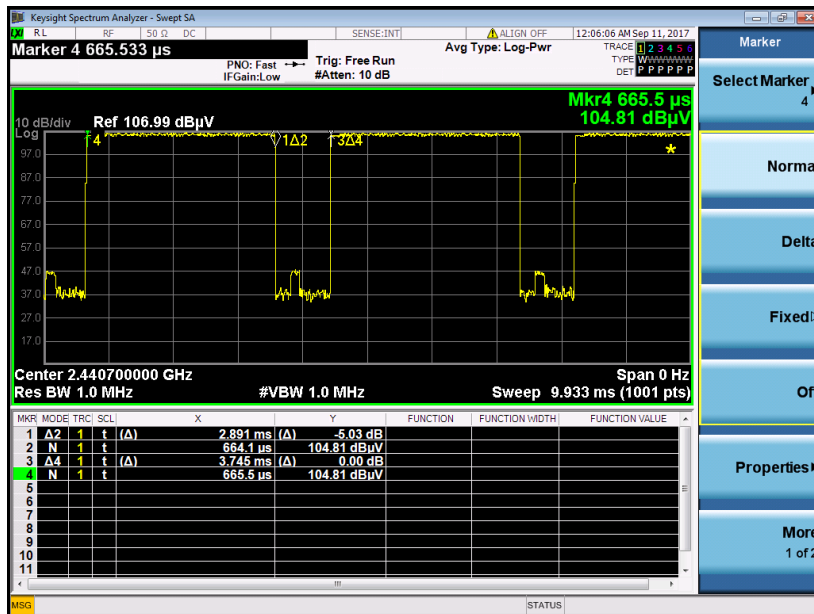 Keysight Spectrum Analyzer - Swept SA
LXI RL RF 50 Ω DC SENSE:INT ALIGN OFF 12:06:06 AM Sep 11, 2017
Marker 4 665.533 µs
PNO: Fast
IFGain:Low
Trig: Free Run
#Atten: 10 dB
Avg Type: Log-Pwr
TRACE 1 2 3 4 5 6
TYPE WWWWWW
DET P P P P P P
Mkr4 665.5 µs
104.81 dBµV
10 dB/div Ref 106.99 dBµV
Log
4 1Δ2 3Δ4 *
97.0
87.0
77.0
67.0
57.0
47.0
37.0
27.0
17.0
Center 2.440700000 GHz Span 0 Hz
Res BW 1.0 MHz #VBW 1.0 MHz Sweep 9.933 ms (1001 pts)
MKR MODE TRC SCL X Y FUNCTION FUNCTION WIDTH FUNCTION VALUE
1 Δ2 1 t (Δ) 2.891 ms (Δ) -5.03 dB
2 N 1 t 664.1 µs 104.81 dBµV
3 Δ4 1 t (Δ) 3.745 ms (Δ) 0.00 dB
4 N 1 t 665.5 µs 104.81 dBµV
5
6
7
8
9
10
11
MSG STATUS
Marker
Select Marker
4
Norma
Delta
Fixed
Of
Properties
More
1 of 2